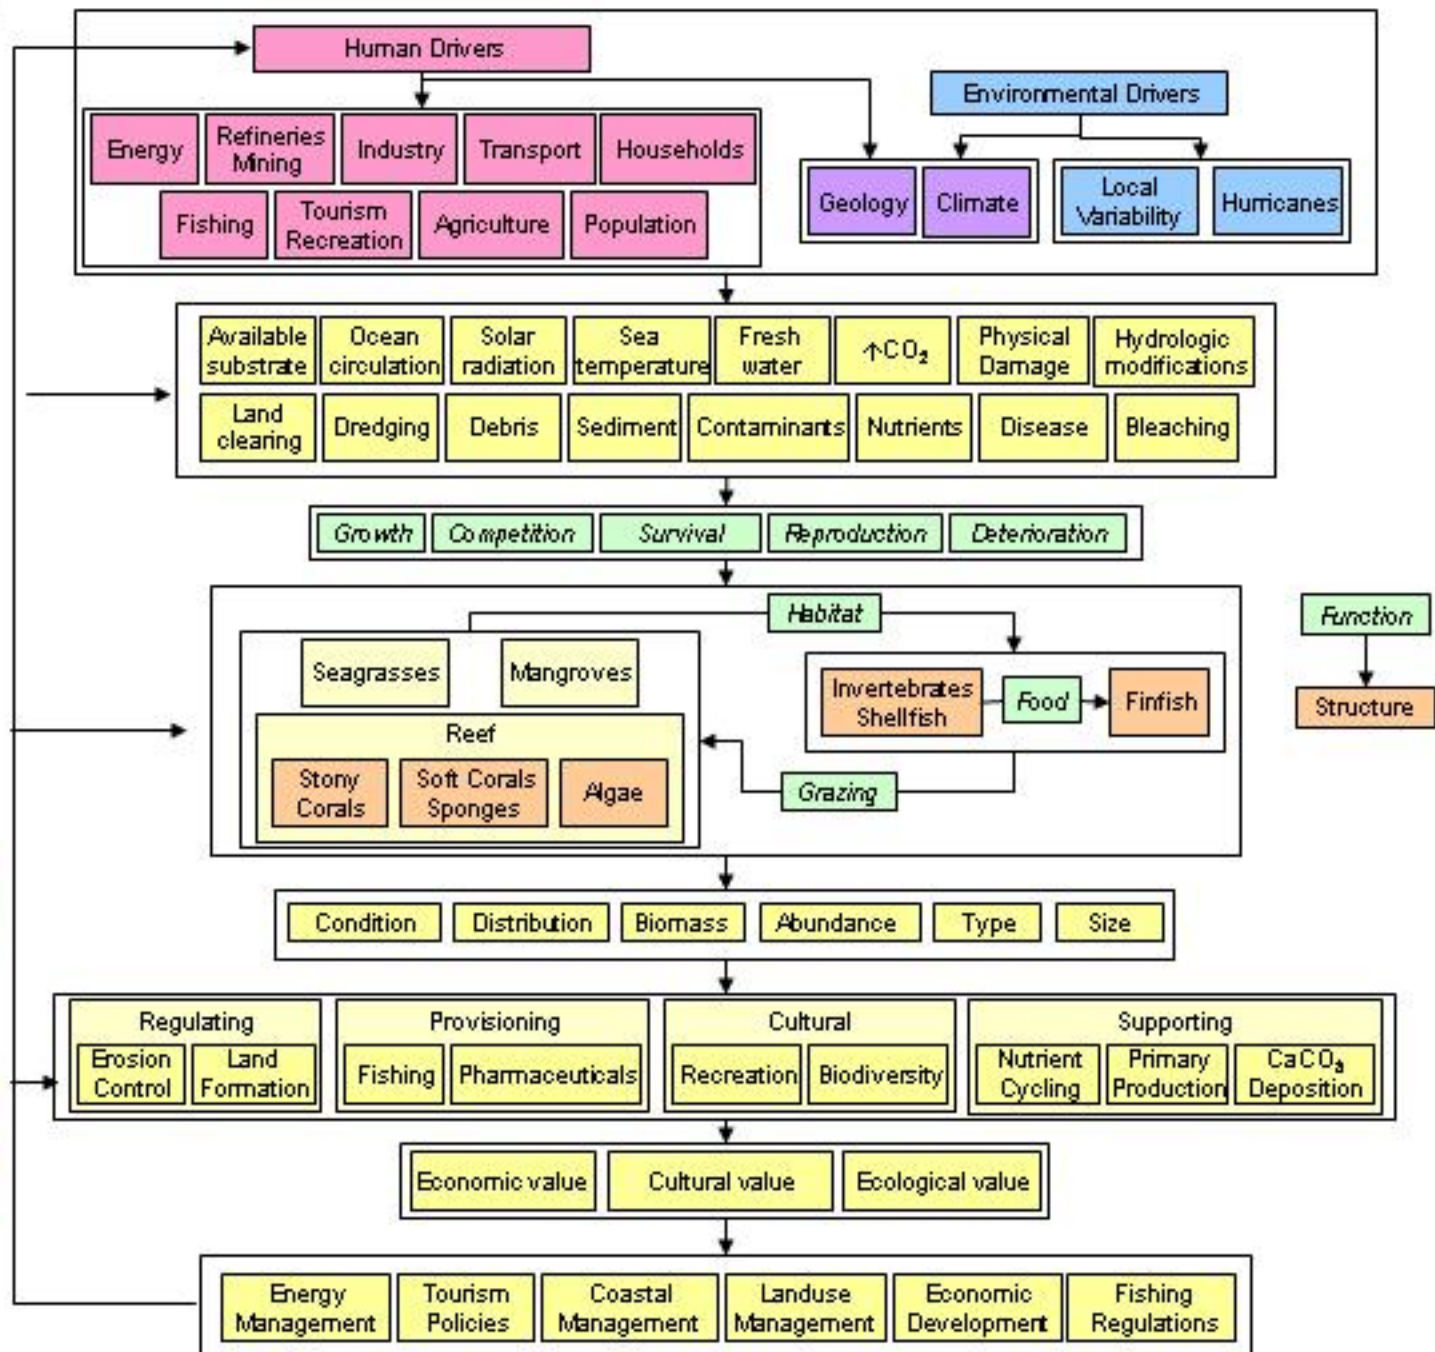 Human Drivers
Environmental Drivers
Energy
Refineries
Mining
Industry
Transport
Households
Fishing
Tourism
Recreation
Agriculture
Population
Geology
Climate
Local
Variability
Hurricanes
Available
substrate
Ocean
circulation
Solar
radiation
Sea
temperature
Fresh
water
↑CO₂
Physical
Damage
Hydrologic
modifications
Land
clearing
Dredging
Debris
Sediment
Contaminants
Nutrients
Disease
Bleaching
Growth
Competition
Survival
Reproduction
Deterioration
Habitat
Seagrasses
Mangroves
Reef
Stony
Corals
Soft Corals
Sponges
Algae
Invertebrates
Shellfish
Food
Finfish
Grazing
Function
Structure
Condition
Distribution
Biomass
Abundance
Type
Size
Regulating
Erosion
Control
Land
Formation
Provisioning
Fishing
Pharmaceuticals
Cultural
Recreation
Biodiversity
Supporting
Nutrient
Cycling
Primary
Production
CaCO₃
Deposition
Economic value
Cultural value
Ecological value
Energy
Management
Tourism
Policies
Coastal
Management
Landuse
Management
Economic
Development
Fishing
Regulations